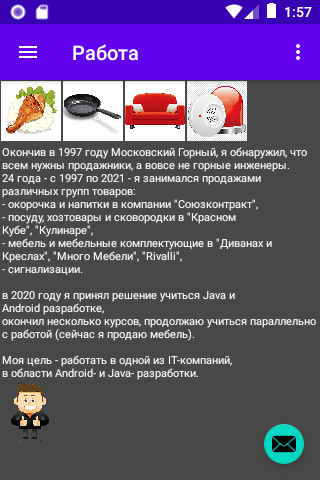 1:57
Работа
Окончив в 1997 году Московский Горный, я обнаружил, что
всем нужны продажники, а вовсе не горные инженеры.
24 года - с 1997 по 2021 - я занимался продажами
различных групп товаров:
- окорочка и напитки в компании "Союзконтракт",
- посуду, хозтовары и сковородки в "Красном
Кубе", "Кулинаре",
- мебель и мебельные комплектующие в "Диванах и
Креслах", "Много Мебели", "Rivalli",
- сигнализации.
в 2020 году я принял решение учиться Java и
Android разработке,
окончил несколько курсов, продолжаю учиться параллельно
с работой (сейчас я продаю мебель).
Моя цель - работать в одной из IT-компаний,
в области Android- и Java- разработки.